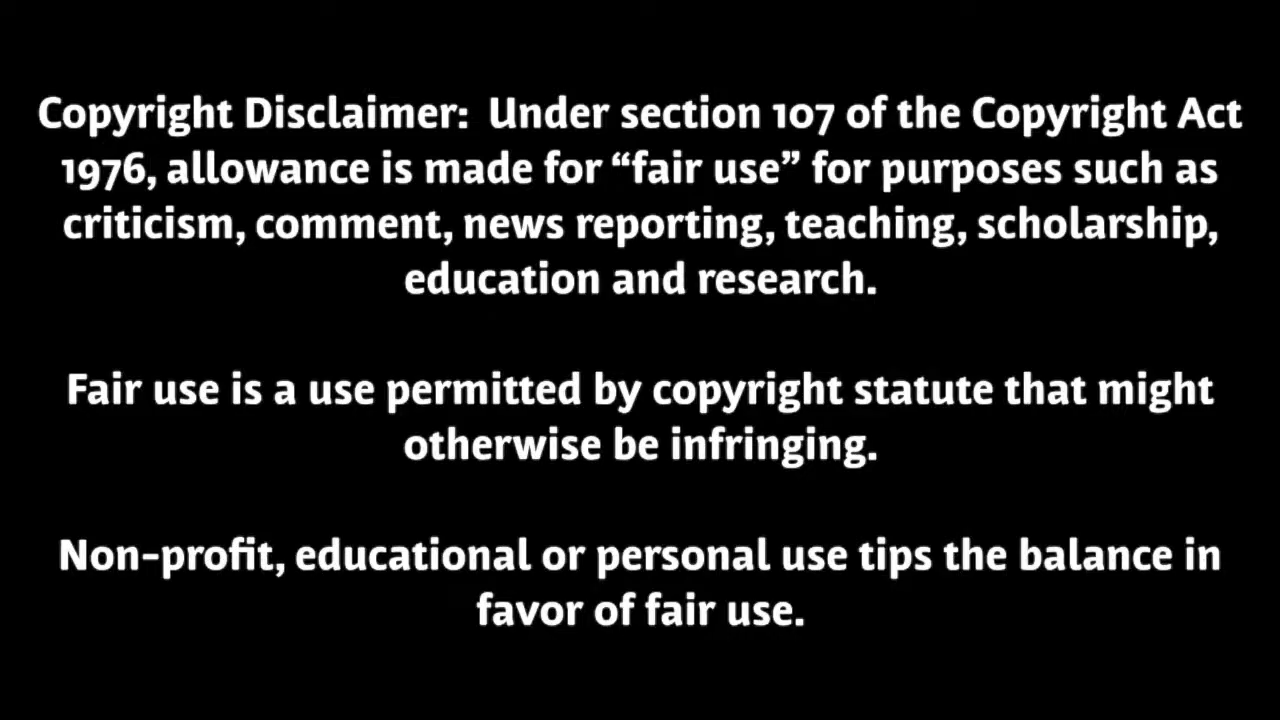 Copyright Disclaimer: Under section 107 of the Copyright Act
1976, allowance is made for “fair use” for purposes such as
criticism, comment, news reporting, teaching, scholarship,
education and research.
Fair use is a use permitted by copyright statute that might
otherwise be infringing.
Non-profit, educational or personal use tips the balance in
favor of fair use.